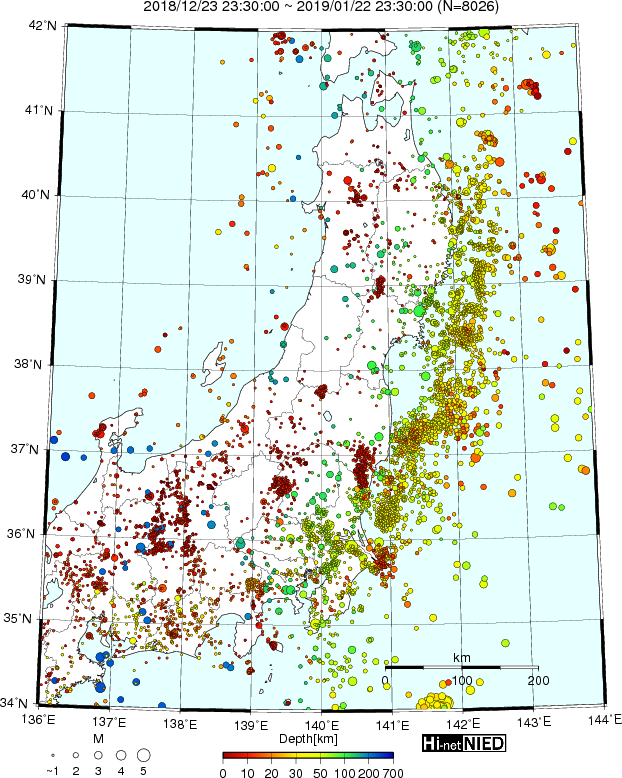 2018/12/23 23:30:00 ~ 2019/01/22 23:30:00 (N=8026)
42°N
41°N
40°N
39°N
38°N
37°N
36°N
35°N
34°N
km
0 100 200
136°E 137°E 138°E 139°E 140°E 141°E 142°E 143°E 144°E
M
~1 2 3 4 5
Depth[km]
0 10 20 30 50 100 200 700
Hi-net NIED